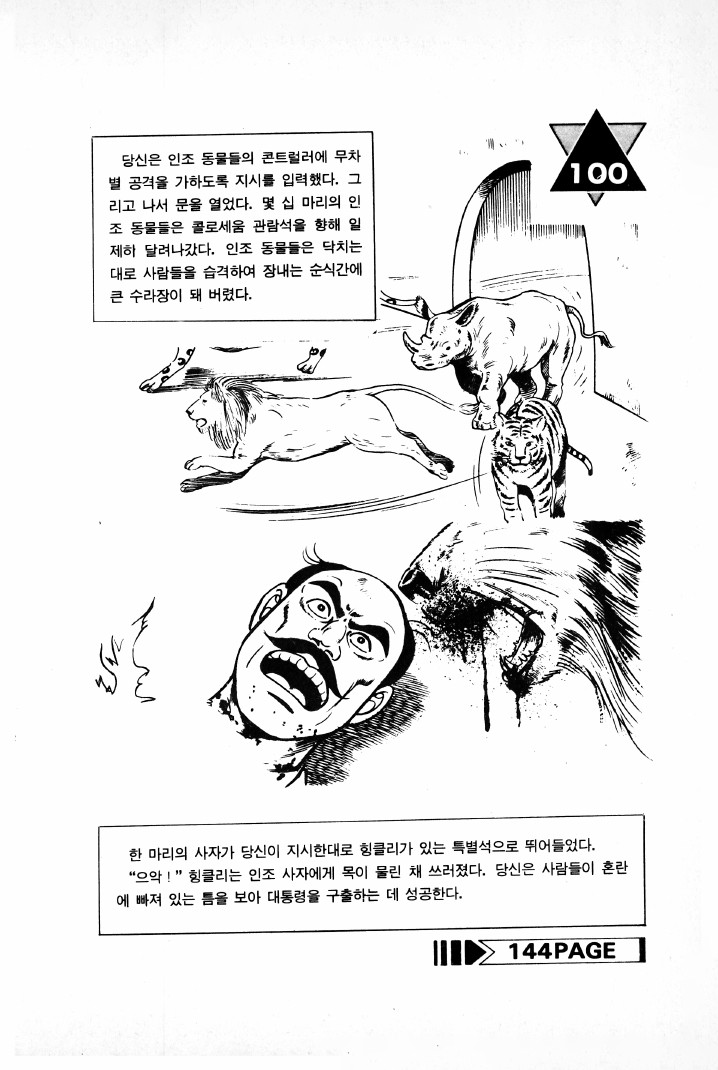 100
당신은 인조 동물들의 콘트럴러에 무차
별 공격을 가하도록 지시를 입력했다. 그
리고 나서 문을 열었다. 몇 십 마리의 인
조 동물들은 콜로세움 관람석을 향해 일
제히 달려나갔다. 인조 동물들은 닥치는
대로 사람들을 습격하여 장내는 순식간에
큰 수라장이 돼 버렸다.
한 마리의 사자가 당신이 지시한대로 힝클리가 있는 특별석으로 뛰어들었다.
“으악！” 힝클리는 인조 사자에게 목이 물린 채 쓰러졌다. 당신은 사람들이 혼란
에 빠져 있는 틈을 보아 대통령을 구출하는 데 성공한다.
144PAGE